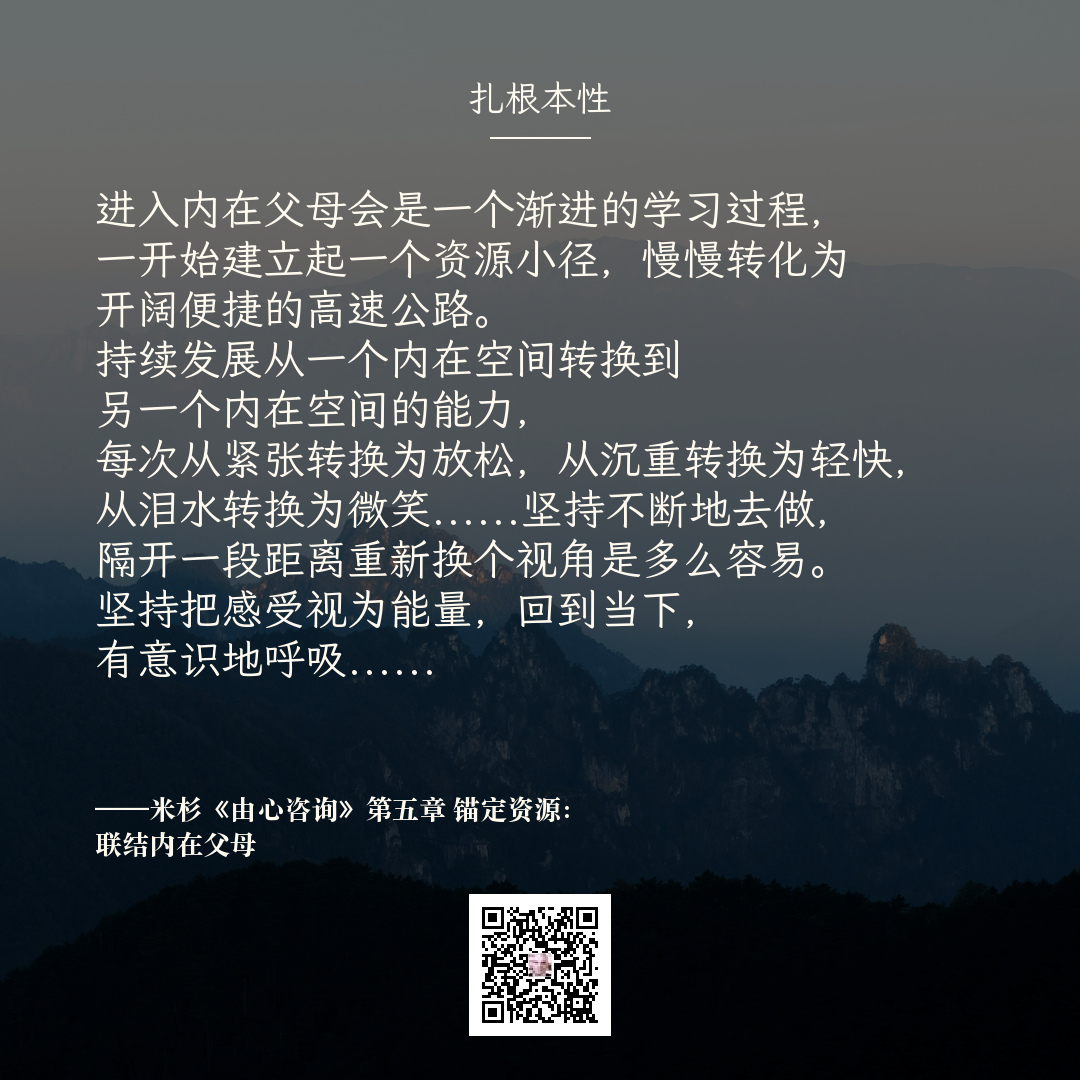 扎根本性
进入内在父母会是一个渐进的学习过程，
一开始建立起一个资源小径，慢慢转化为
开阔便捷的高速公路。
持续发展从一个内在空间转换到
另一个内在空间的能力，
每次从紧张转换为放松，从沉重转换为轻快，
从泪水转换为微笑……坚持不断地去做，
隔开一段距离重新换个视角是多么容易。
坚持把感受视为能量，回到当下，
有意识地呼吸……
——米杉《由心咨询》第五章 锚定资源：
联结内在父母